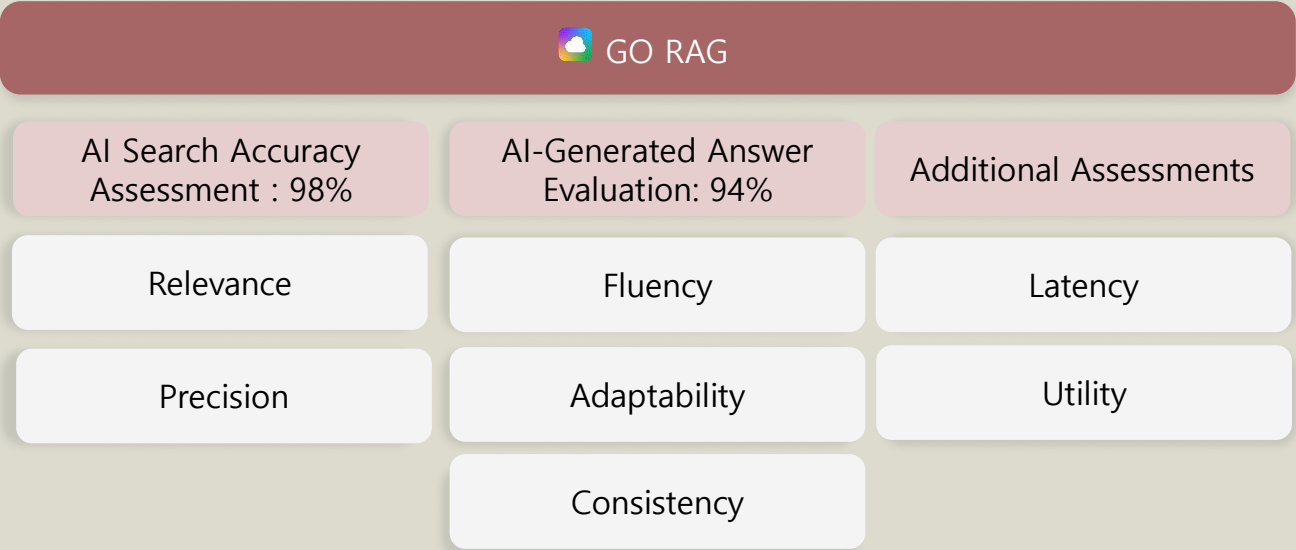 GO RAG
AI Search Accuracy
Assessment : 98%
AI-Generated Answer
Evaluation: 94%
Additional Assessments
Relevance
Fluency
Latency
Precision
Adaptability
Utility
Consistency